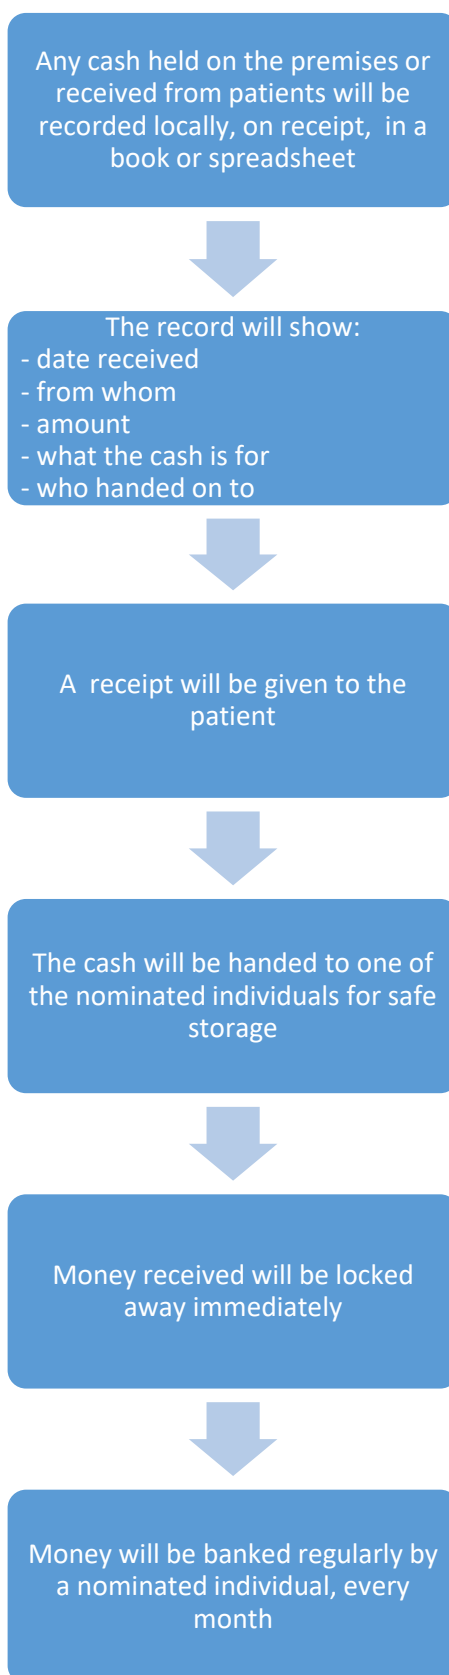 Any cash held on the premises or
received from patients will be
recorded locally, on receipt,  in a
book or spreadsheet
The record will show:
- date received
- from whom
- amount
- what the cash is for
- who handed on to
A  receipt will be given to the
patient
The cash will be handed to one of
the nominated individuals for safe
storage
Money received will be locked
away immediately
Money will be banked regularly by
a nominated individual, every
month